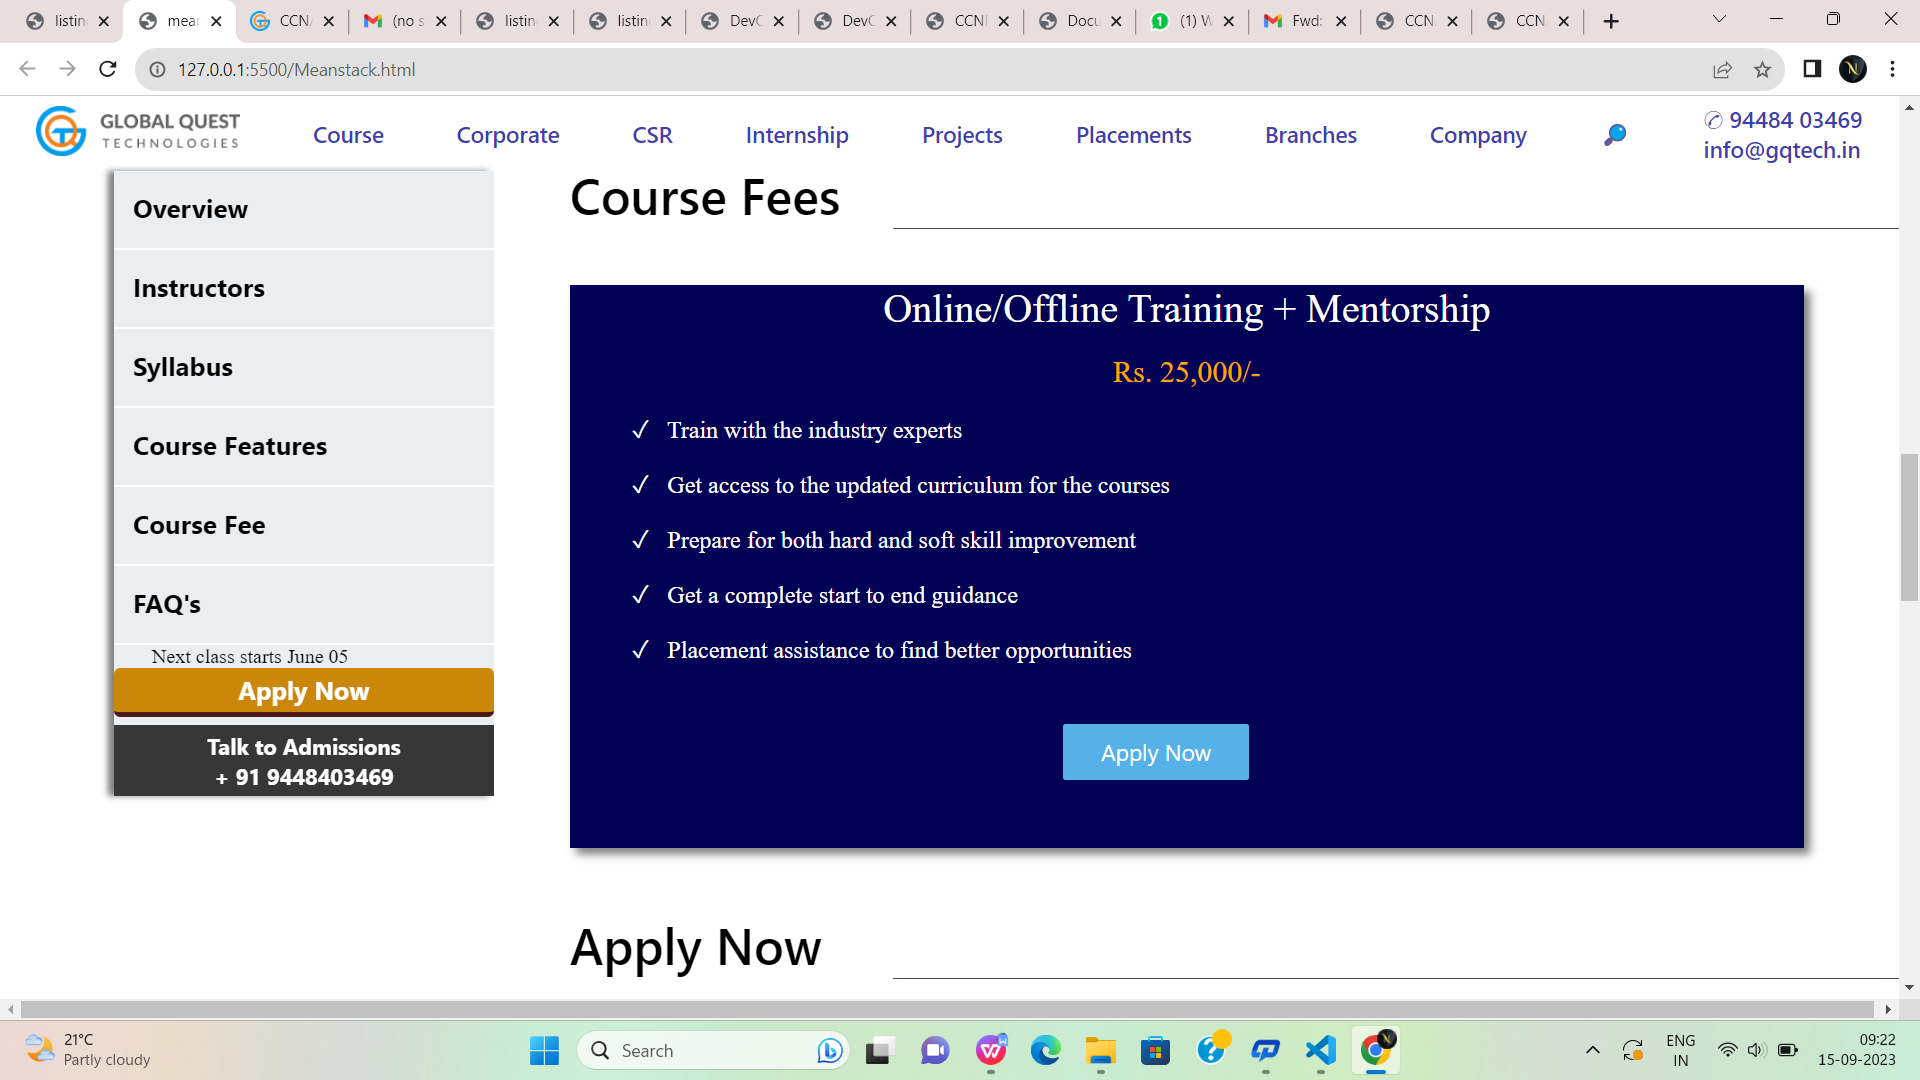 listin
mea
CCN
(no s
listin
listin
Dev
Dev
CCN
Docu
(1) W
Fwd:
CCN
CCN
127.0.0.1:5500/Meanstack.html
GLOBAL QUEST
TECHNOLOGIES
Course
Corporate
CSR
Internship
Projects
Placements
Branches
Company
✆ 94484 03469
info@gqtech.in
Overview
Instructors
Syllabus
Course Features
Course Fee
FAQ's
Next class starts June 05
Apply Now
Talk to Admissions
+ 91 9448403469
Course Fees
Online/Offline Training + Mentorship
Rs. 25,000/-
✓ Train with the industry experts
✓ Get access to the updated curriculum for the courses
✓ Prepare for both hard and soft skill improvement
✓ Get a complete start to end guidance
✓ Placement assistance to find better opportunities
Apply Now
Apply Now
21°C
Partly cloudy
Search
ENG
IN
09:22
15-09-2023